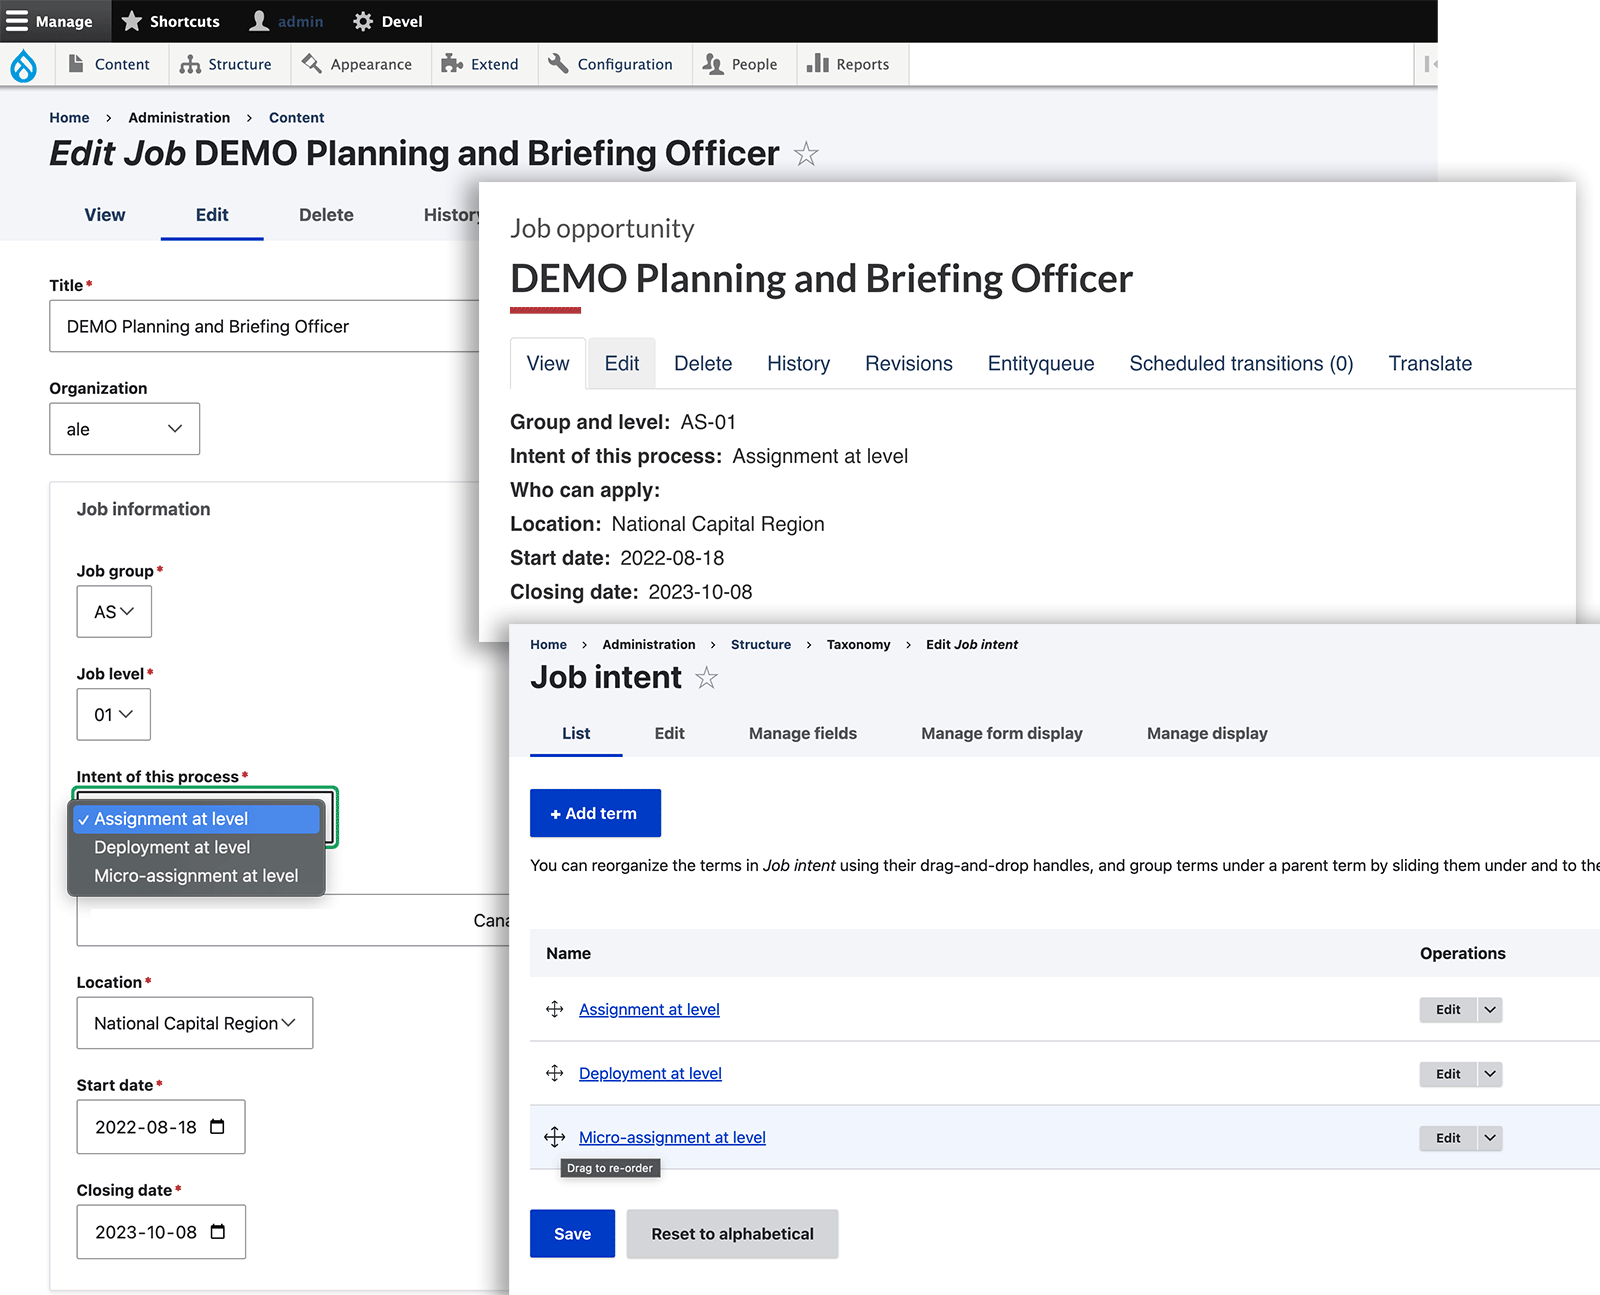 Manage Shortcuts admin Devel
Content Structure Appearance Extend Configuration People Reports
Home › Administration › Content
Edit Job DEMO Planning and Briefing Officer
View Edit Delete History
Title*
DEMO Planning and Briefing Officer
Organization
ale
Job information
Job group*
AS
Job level*
01
Intent of this process*
✓ Assignment at level
Deployment at level
Micro-assignment at level
Location*
National Capital Region
Start date*
2022-08-18
Closing date*
2023-10-08
Job opportunity
DEMO Planning and Briefing Officer
View Edit Delete History Revisions Entityqueue Scheduled transitions (0) Translate
Group and level: AS-01
Intent of this process: Assignment at level
Who can apply:
Location: National Capital Region
Start date: 2022-08-18
Closing date: 2023-10-08
Home › Administration › Structure › Taxonomy › Edit Job intent
Job intent
List Edit Manage fields Manage form display Manage display
+ Add term
You can reorganize the terms in Job intent using their drag-and-drop handles, and group terms under a parent term by sliding them under and to
Name Operations
Assignment at level Edit
Deployment at level Edit
Micro-assignment at level Edit
Drag to re-order
Save Reset to alphabetical